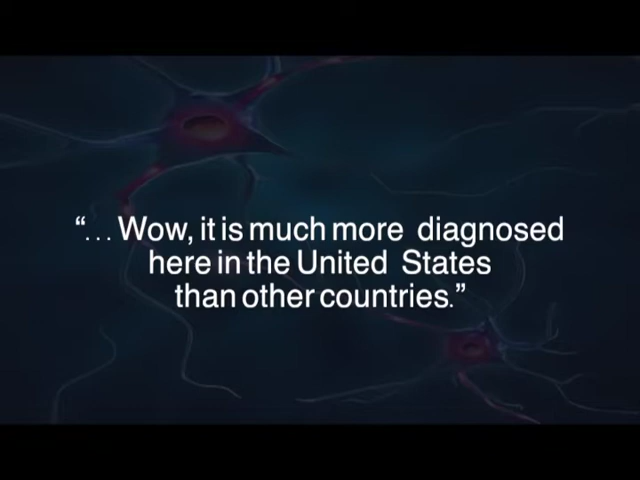 “... Wow, it is much more diagnosed
here in the United States
than other countries.”